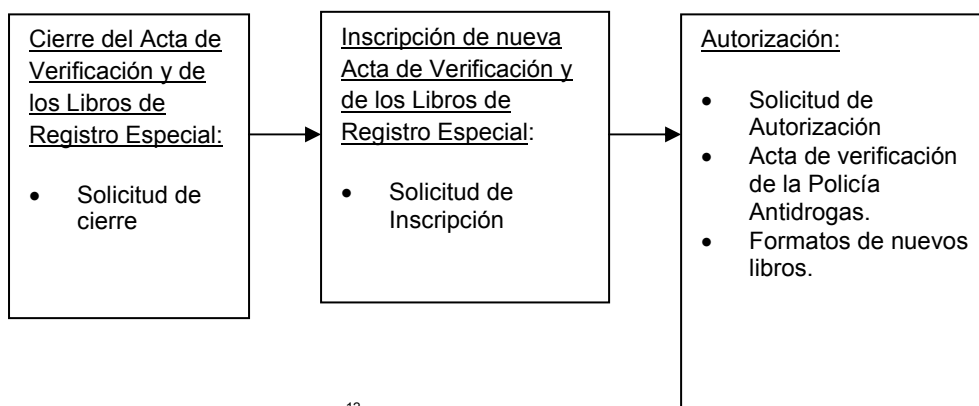 Cierre del Acta de
Verificación y de
los Libros de
Registro Especial:
• Solicitud de
cierre
Inscripción de nueva
Acta de Verificación y
de los Libros de
Registro Especial:
• Solicitud de
Inscripción
Autorización:
• Solicitud de
Autorización
• Acta de verificación
de la Policía
Antidrogas.
• Formatos de nuevos
libros.